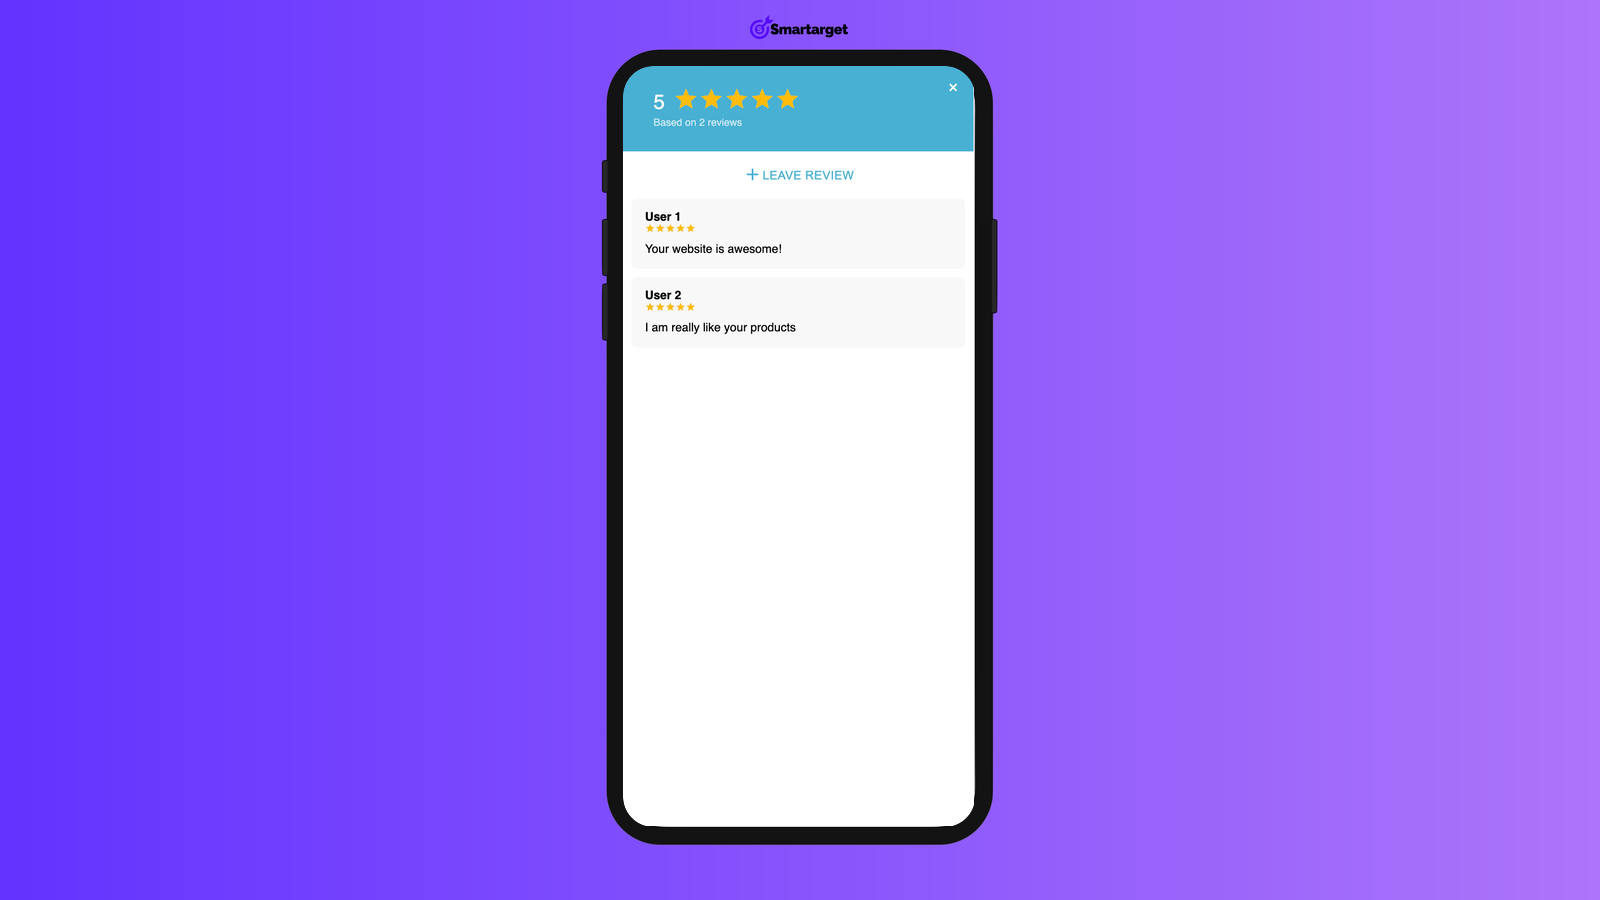 Smartarget
5
Based on 2 reviews
LEAVE REVIEW
User 1
Your website is awesome!
User 2
I am really like your products